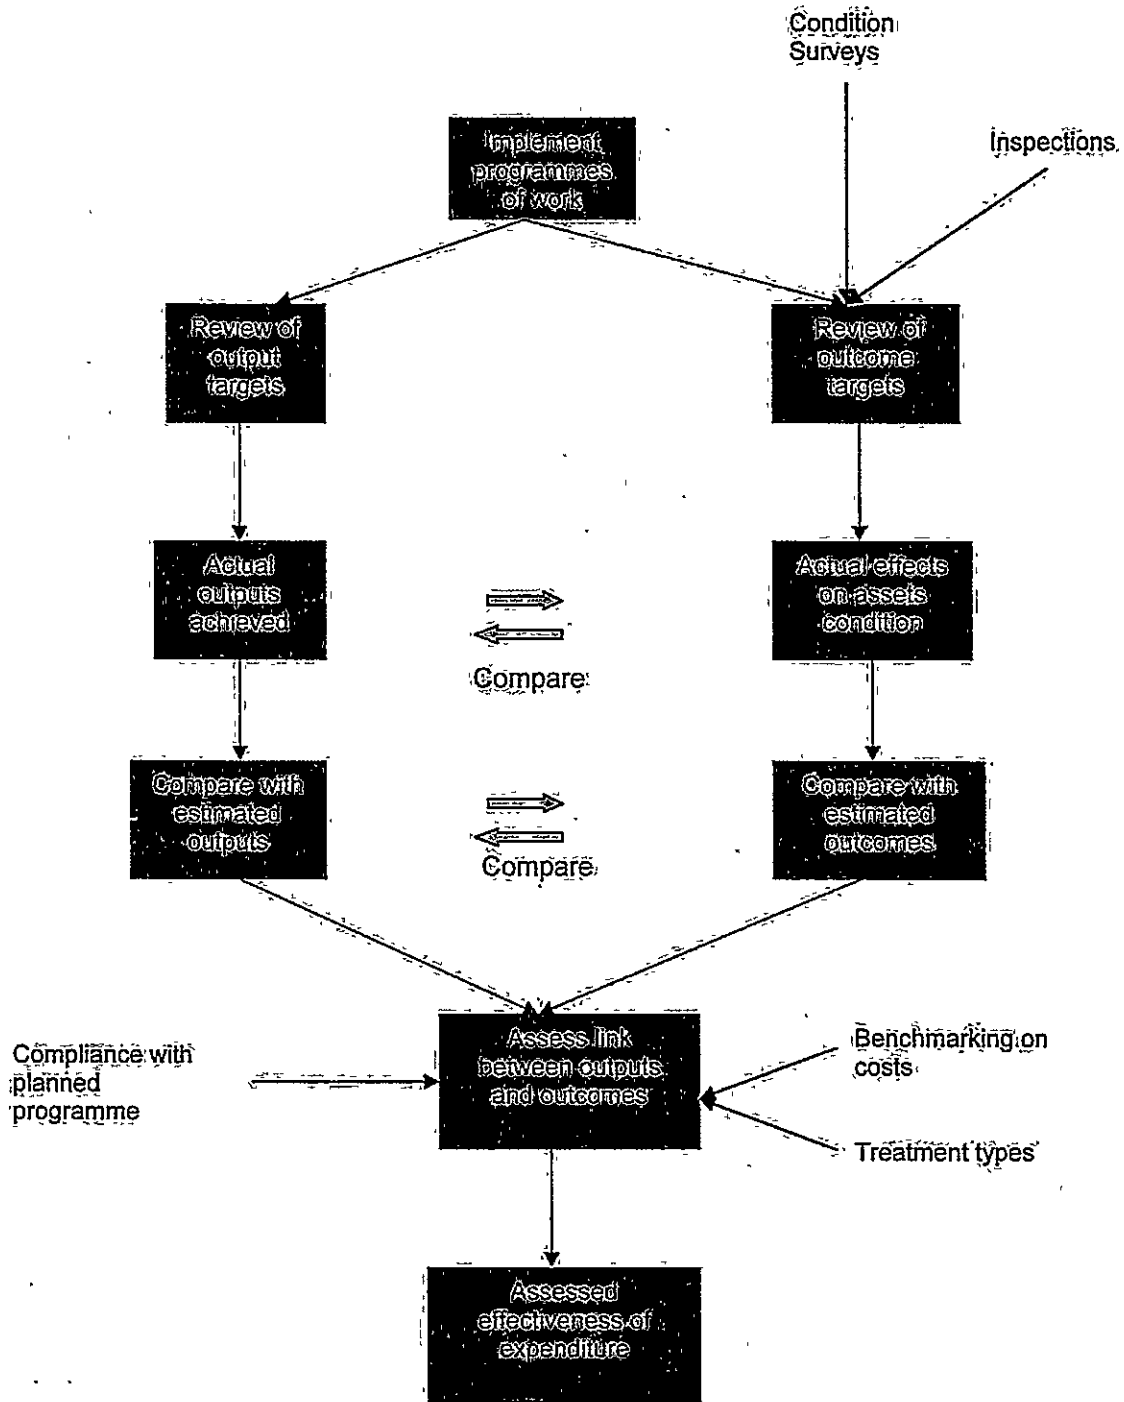 Condition
Surveys
Inspections
Implement
programmes
of work
Review of
output
targets
Review of
outcome
targets
Actual
outputs
achieved
Actual effects
on assets
condition
Compare
Compare with
estimated
outputs
Compare with
estimated
outcomes
Compare
Assess link
between outputs
and outcomes
Compliance with
planned
programme
Benchmarking on
costs
Treatment types
Assessed
effectiveness of
expenditure